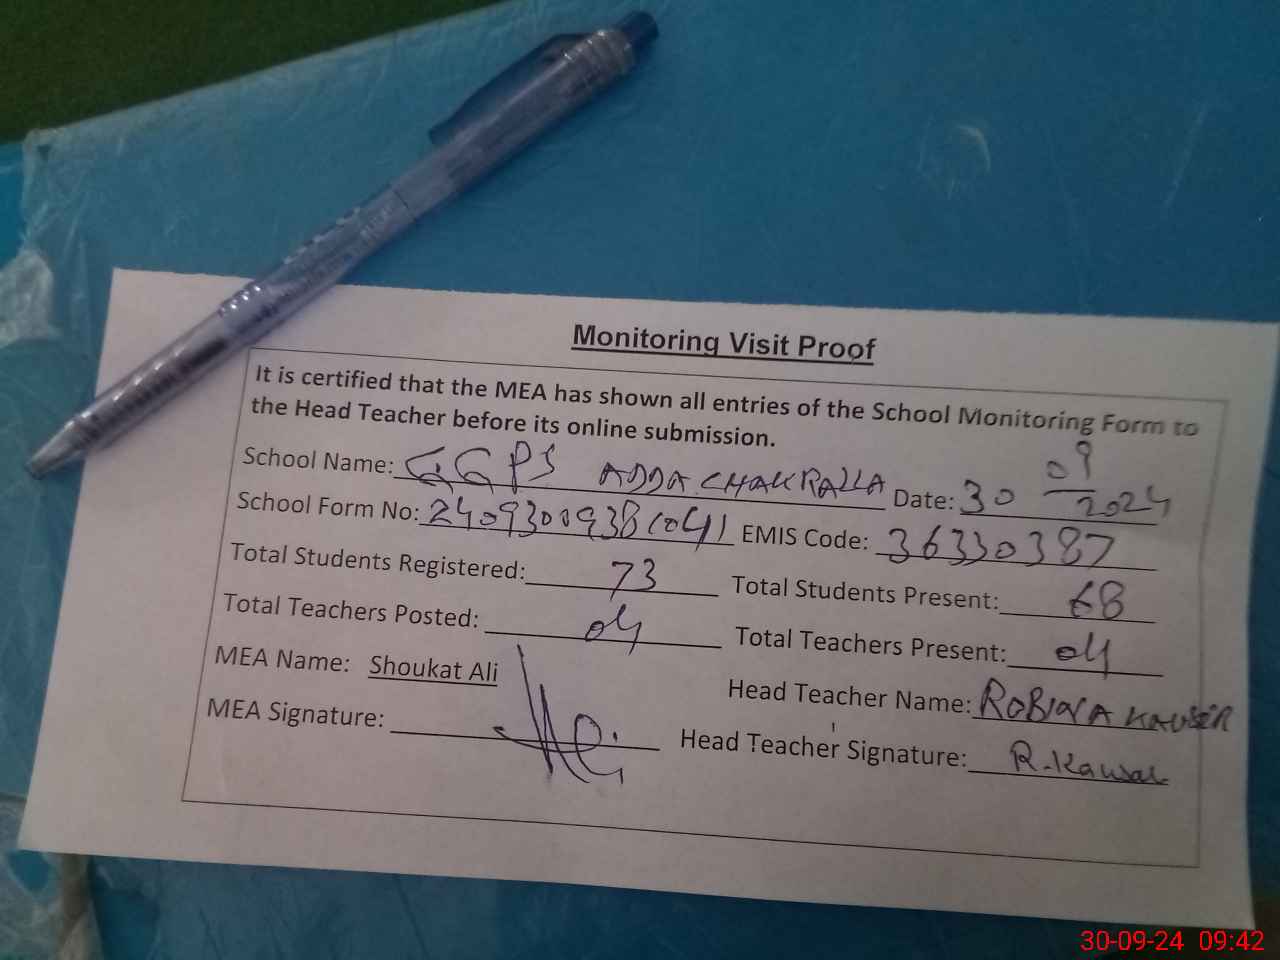 Monitoring Visit Proof
It is certified that the MEA has shown all entries of the School Monitoring Form to
the Head Teacher before its online submission.
School Name: GGPS ADDA CHAKRALLA Date: 30 09/2024
School Form No: EMIS Code: 36330387
Total Students Registered: 73 Total Students Present: 68
Total Teachers Posted: 04 Total Teachers Present: 04
MEA Name: Shoukat Ali Head Teacher Name: ROBINA KAUSER
MEA Signature: Head Teacher Signature: R.Kausar
30-09-24 09:42